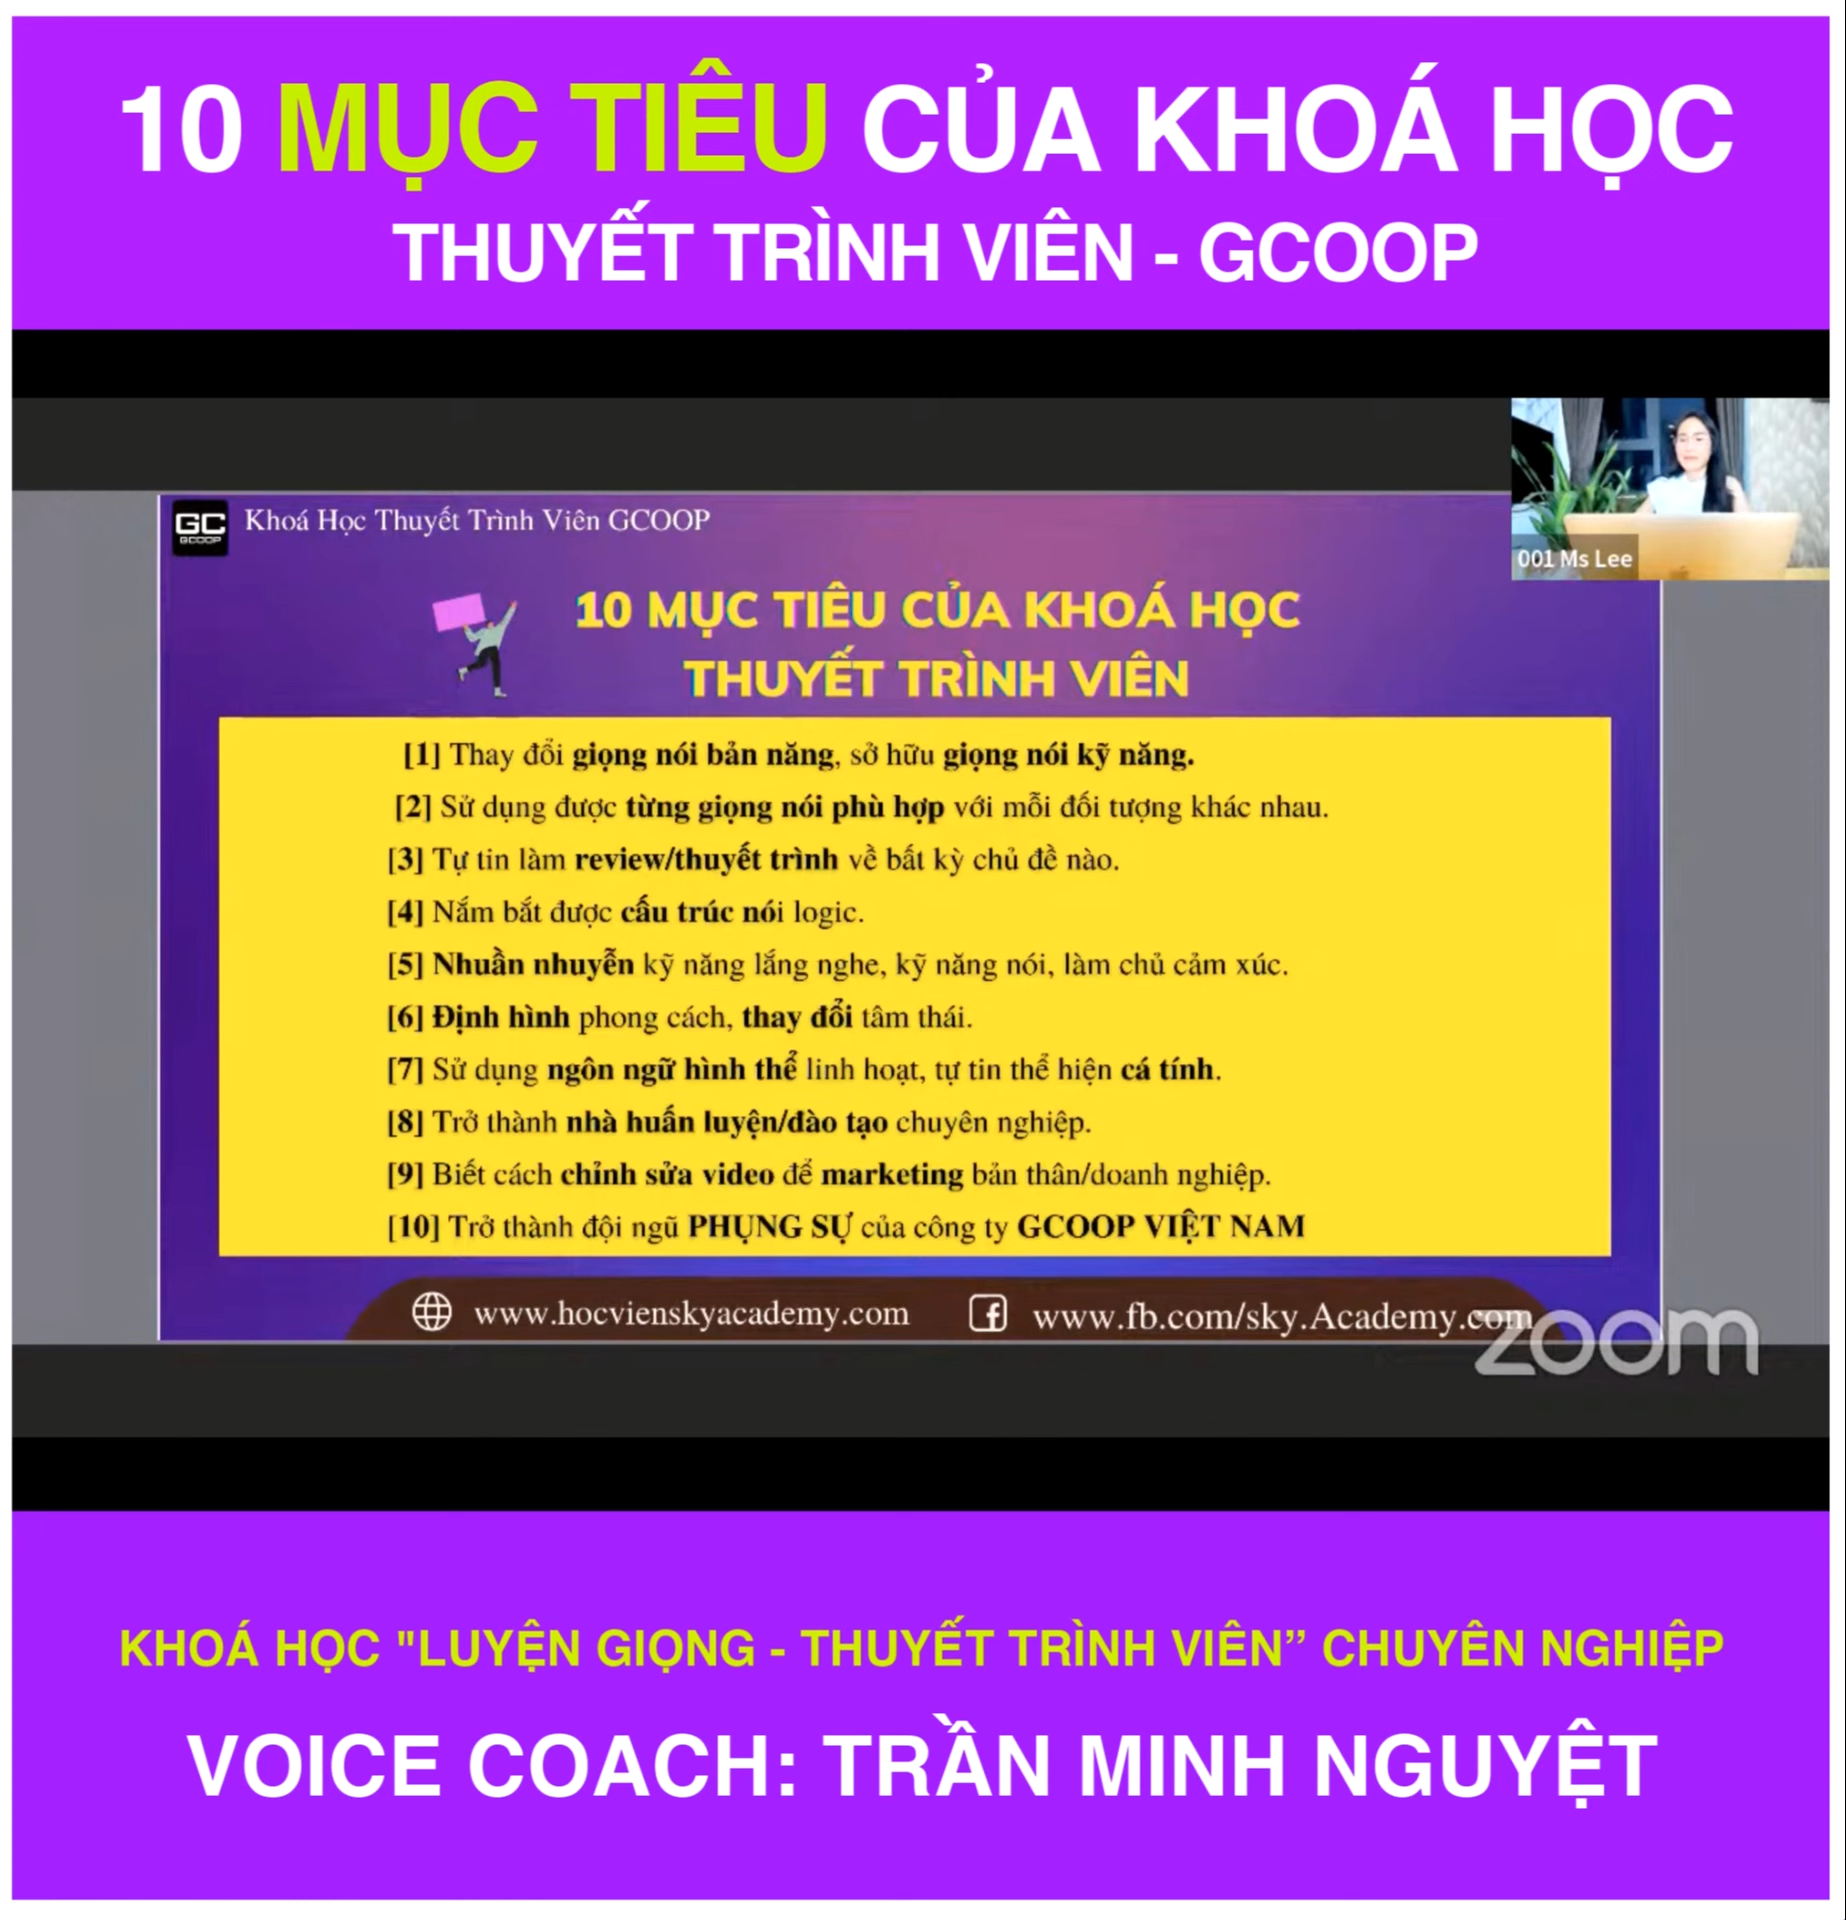 10 MỤC TIÊU CỦA KHOÁ HỌC
THUYẾT TRÌNH VIÊN - GCOOP
GC
GCOOP
Khoá Học Thuyết Trình Viên GCOOP
001 Ms Lee
10 MỤC TIÊU CỦA KHOÁ HỌC
THUYẾT TRÌNH VIÊN
[1] Thay đổi giọng nói bản năng, sở hữu giọng nói kỹ năng.
[2] Sử dụng được từng giọng nói phù hợp với mỗi đối tượng khác nhau.
[3] Tự tin làm review/thuyết trình về bất kỳ chủ đề nào.
[4] Nắm bắt được cấu trúc nói logic.
[5] Nhuần nhuyễn kỹ năng lắng nghe, kỹ năng nói, làm chủ cảm xúc.
[6] Định hình phong cách, thay đổi tâm thái.
[7] Sử dụng ngôn ngữ hình thể linh hoạt, tự tin thể hiện cá tính.
[8] Trở thành nhà huấn luyện/đào tạo chuyên nghiệp.
[9] Biết cách chỉnh sửa video để marketing bản thân/doanh nghiệp.
[10] Trở thành đội ngũ PHỤNG SỰ của công ty GCOOP VIỆT NAM
www.hocvienskyacademy.com
www.fb.com/sky.Academy.com
zoom
KHOÁ HỌC "LUYỆN GIỌNG - THUYẾT TRÌNH VIÊN” CHUYÊN NGHIỆP
VOICE COACH: TRẦN MINH NGUYỆT